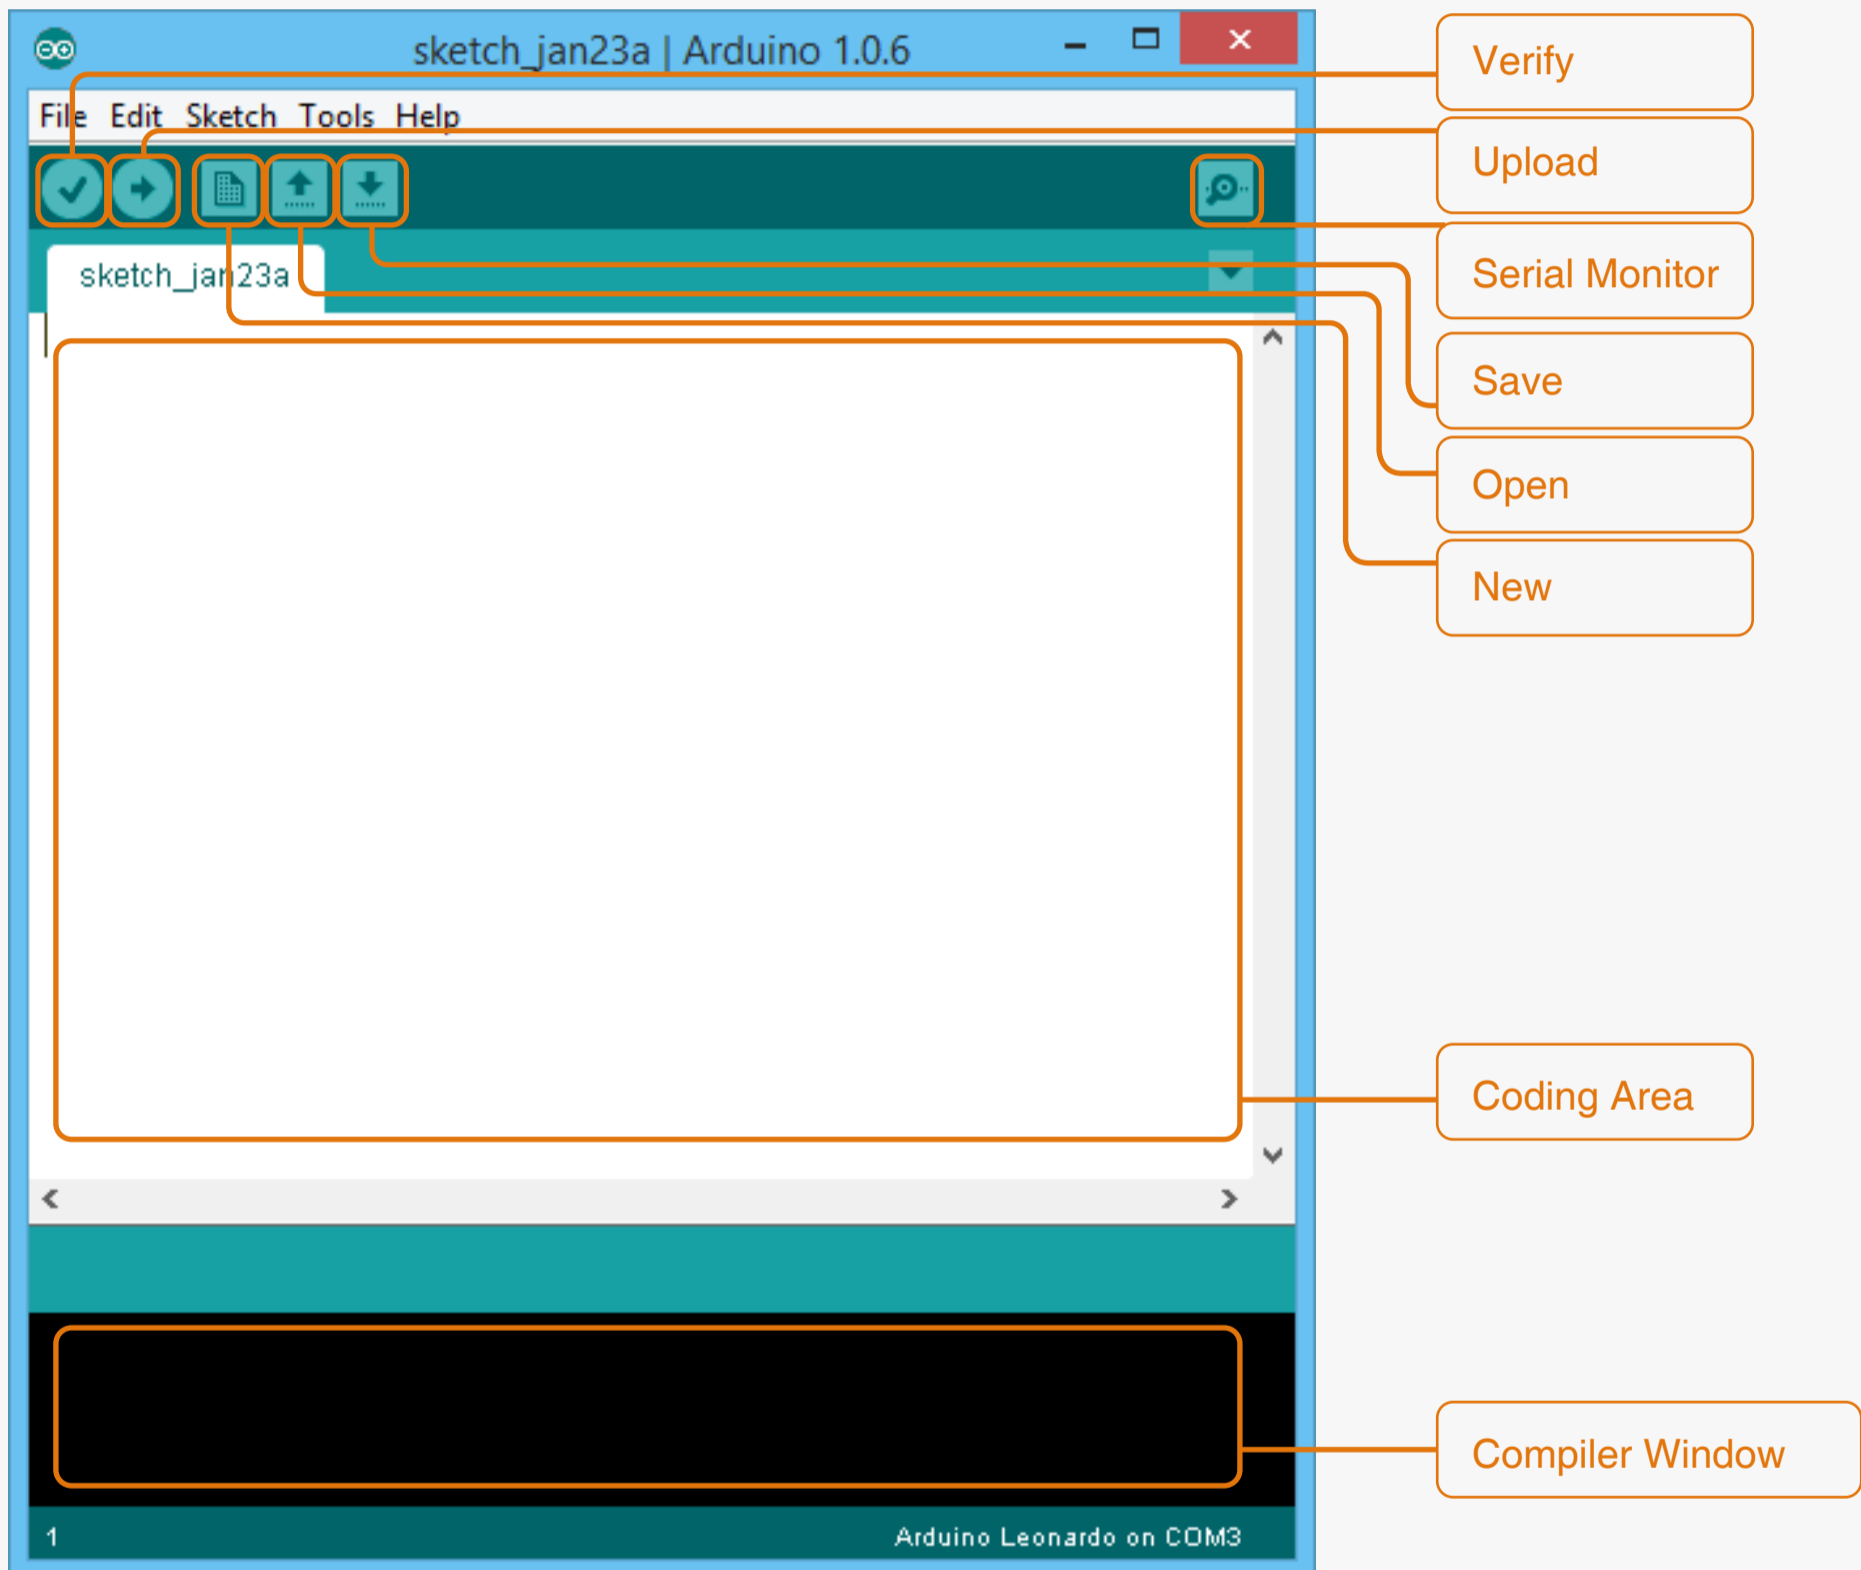 sketch_jan23a | Arduino 1.0.6
File Edit Sketch Tools Help
sketch_jan23a
Verify
Upload
Serial Monitor
Save
Open
New
Coding Area
Compiler Window
1
Arduino Leonardo on COM3